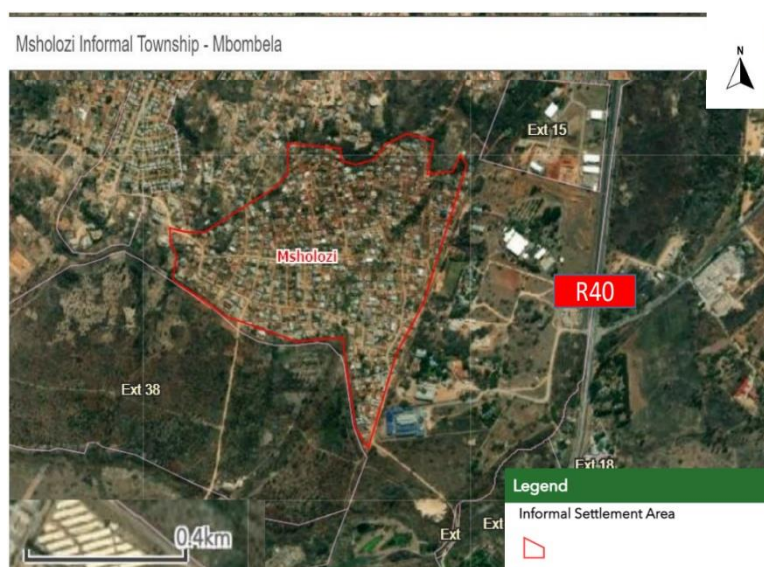 Msholozi Informal Township - Mbombela
N
Ext 15
Msholozi
R40
Ext 38
Ext 18
Legend
Informal Settlement Area
Ext
Ext
0.4km